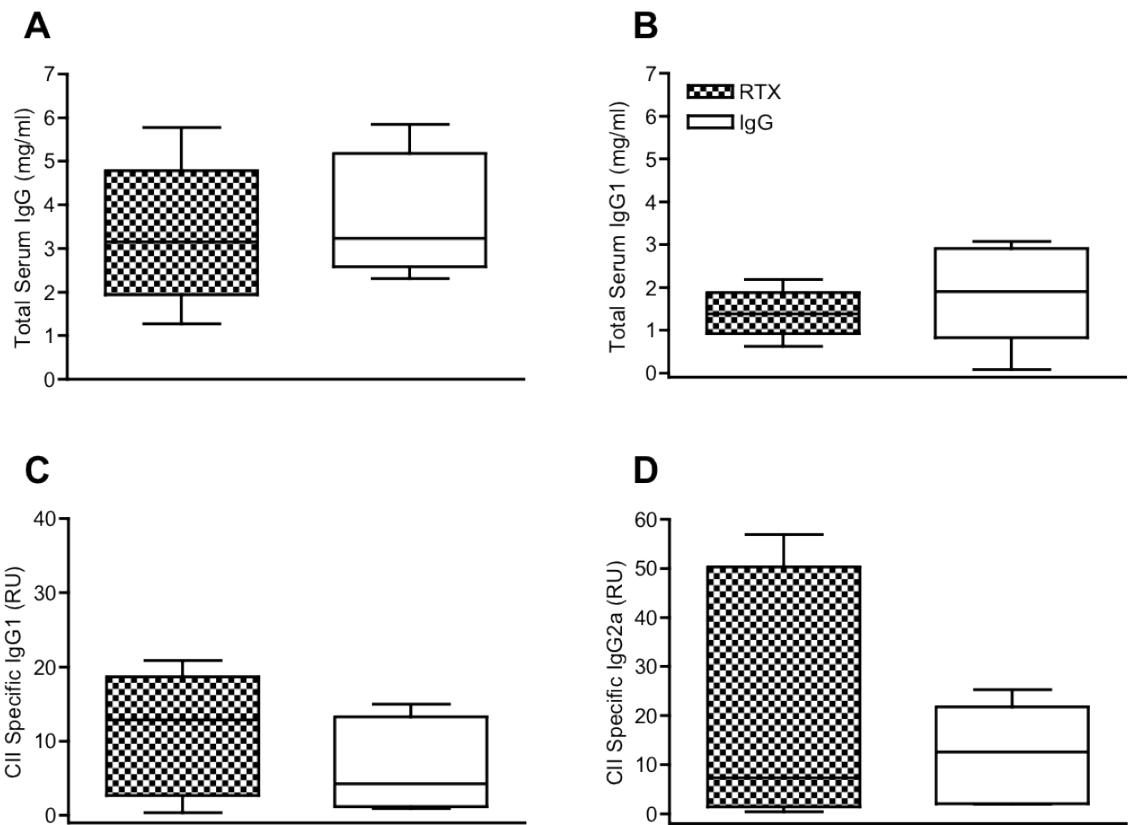 A
Total Serum IgG (mg/ml)
7
6
5
4
3
2
1
0
B
Total Serum IgG1 (mg/ml)
7
6
5
4
3
2
1
0
RTX
IgG
C
CII Specific IgG1 (RU)
40
30
20
10
0
D
CII Specific IgG2a (RU)
60
50
40
30
20
10
0